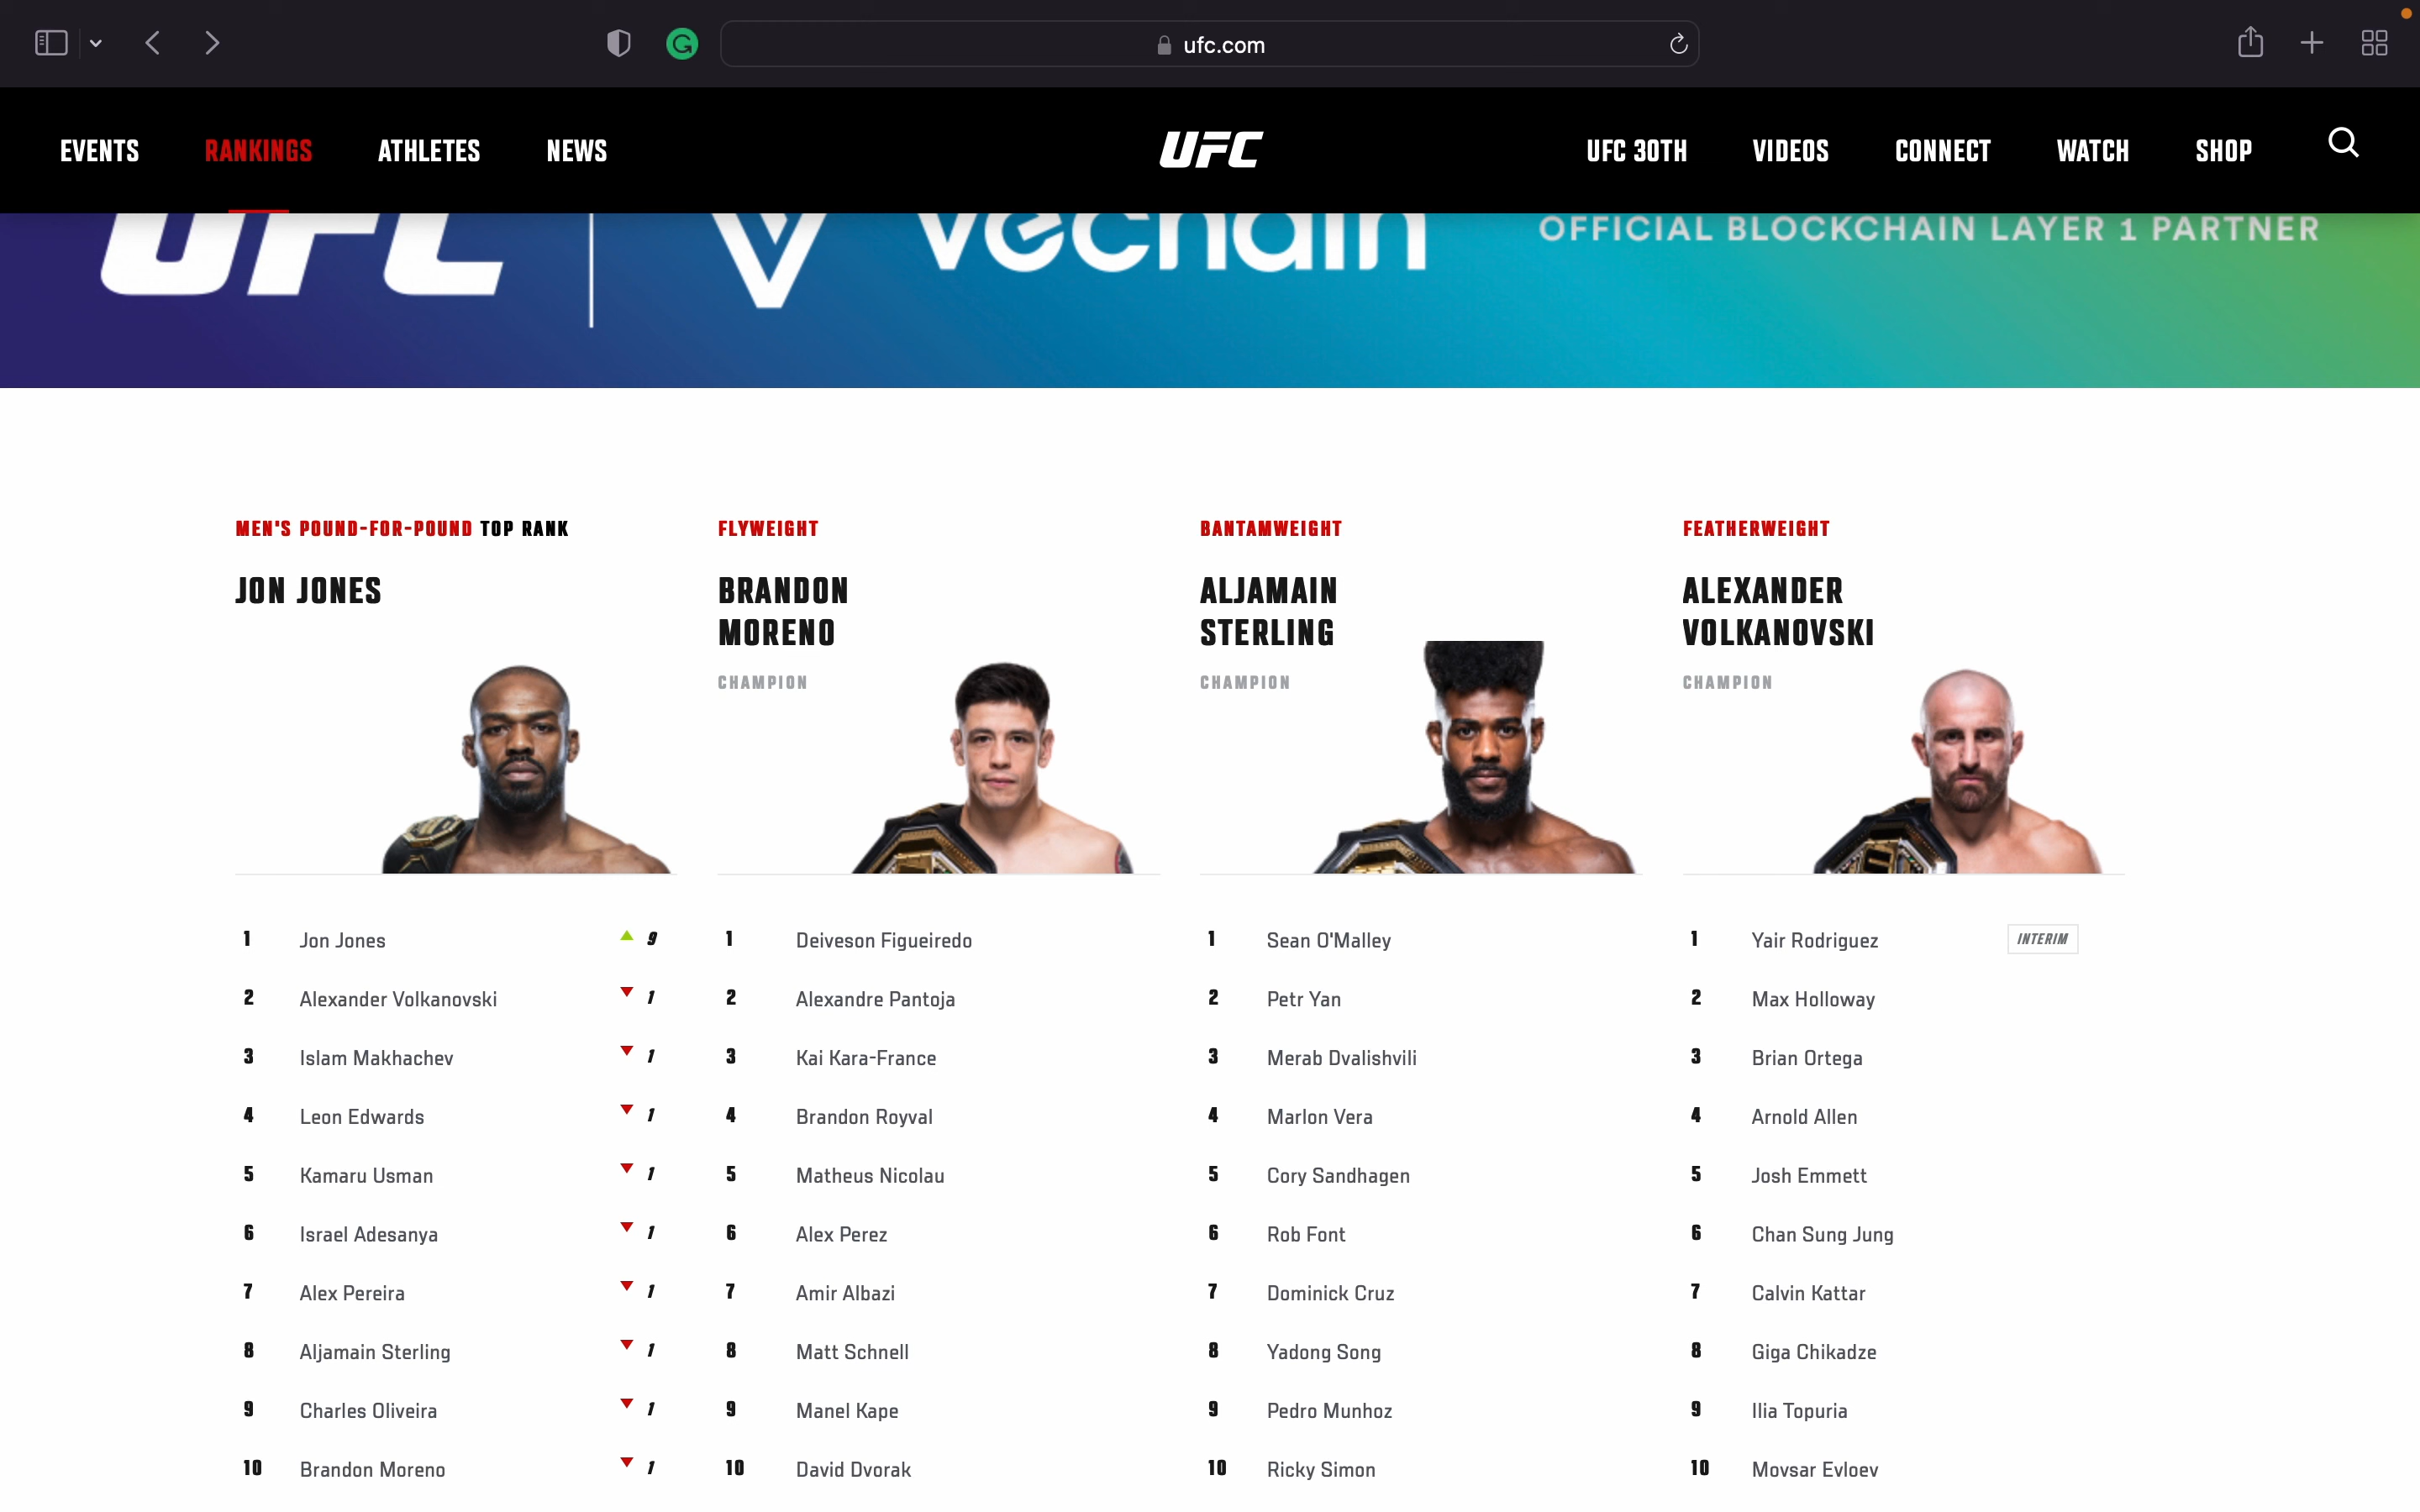 ufc.com
EVENTS RANKINGS ATHLETES NEWS UFC UFC 30TH VIDEOS CONNECT WATCH SHOP
UFC | vechain OFFICIAL BLOCKCHAIN LAYER 1 PARTNER
MEN'S POUND-FOR-POUND TOP RANK
JON JONES
1 Jon Jones 9
2 Alexander Volkanovski 1
3 Islam Makhachev 1
4 Leon Edwards 1
5 Kamaru Usman 1
6 Israel Adesanya 1
7 Alex Pereira 1
8 Aljamain Sterling 1
9 Charles Oliveira 1
10 Brandon Moreno 1
FLYWEIGHT
BRANDON
MORENO
CHAMPION
1 Deiveson Figueiredo
2 Alexandre Pantoja
3 Kai Kara-France
4 Brandon Royval
5 Matheus Nicolau
6 Alex Perez
7 Amir Albazi
8 Matt Schnell
9 Manel Kape
10 David Dvorak
BANTAMWEIGHT
ALJAMAIN
STERLING
CHAMPION
1 Sean O'Malley
2 Petr Yan
3 Merab Dvalishvili
4 Marlon Vera
5 Cory Sandhagen
6 Rob Font
7 Dominick Cruz
8 Yadong Song
9 Pedro Munhoz
10 Ricky Simon
FEATHERWEIGHT
ALEXANDER
VOLKANOVSKI
CHAMPION
1 Yair Rodriguez INTERIM
2 Max Holloway
3 Brian Ortega
4 Arnold Allen
5 Josh Emmett
6 Chan Sung Jung
7 Calvin Kattar
8 Giga Chikadze
9 Ilia Topuria
10 Movsar Evloev